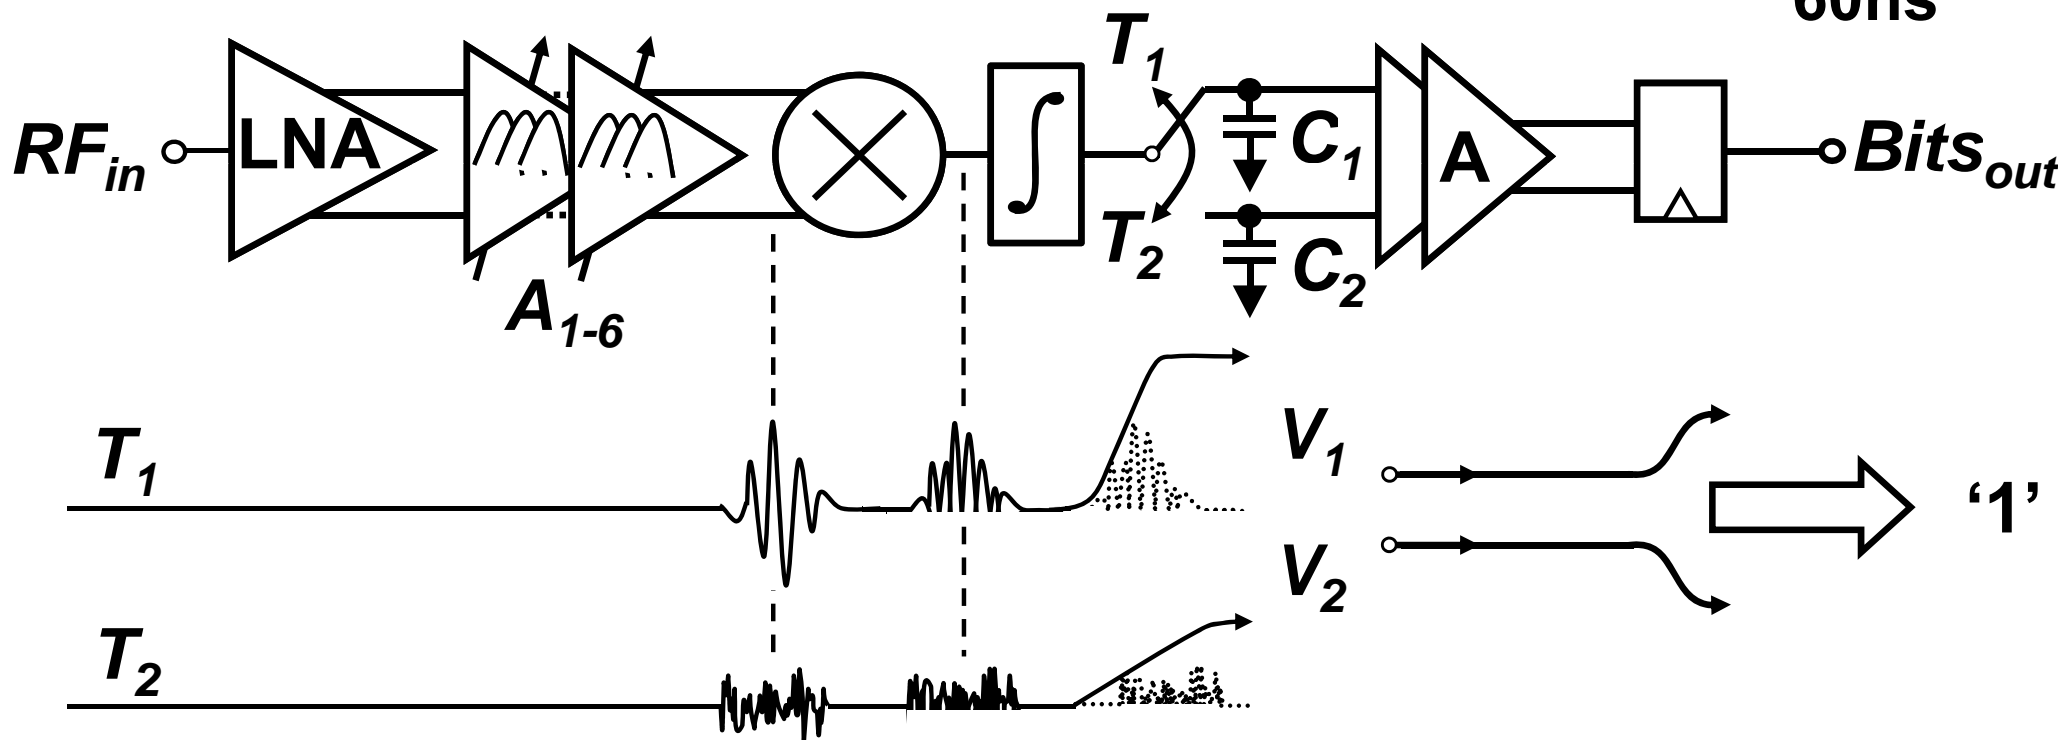 60ns
T1
RFin
LNA
C1
A
Bitsout
T2
C2
A1-6
T1
V1
‘1’
V2
T2